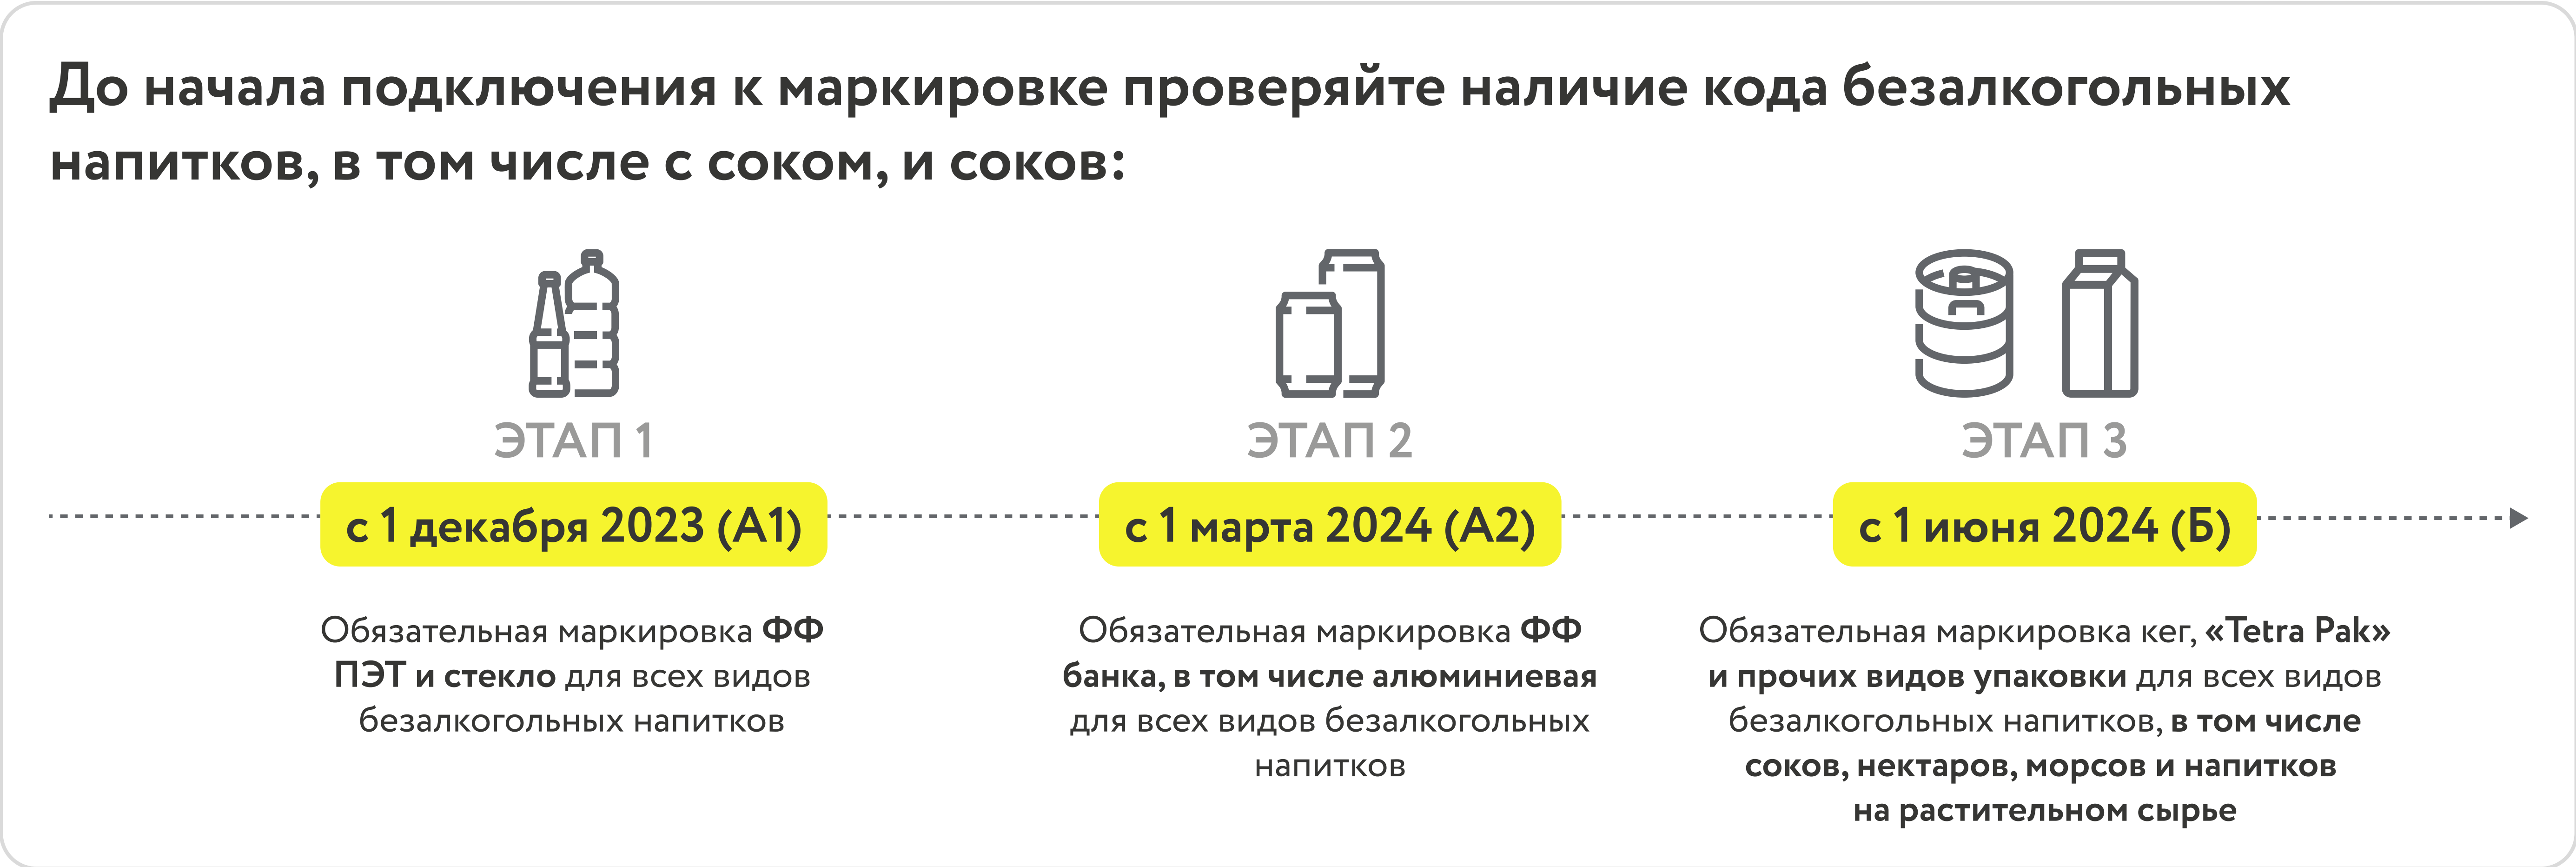 До начала подключения к маркировке проверяйте наличие кода безалкогольных
напитков, в том числе с соком, и соков:
ЭТАП 1
с 1 декабря 2023 (А1)
Обязательная маркировка ФФ
ПЭТ и стекло для всех видов
безалкогольных напитков
ЭТАП 2
с 1 марта 2024 (А2)
Обязательная маркировка ФФ
банка, в том числе алюминиевая
для всех видов безалкогольных
напитков
ЭТАП 3
с 1 июня 2024 (Б)
Обязательная маркировка кег, «Tetra Pak»
и прочих видов упаковки для всех видов
безалкогольных напитков, в том числе
соков, нектаров, морсов и напитков
на растительном сырье